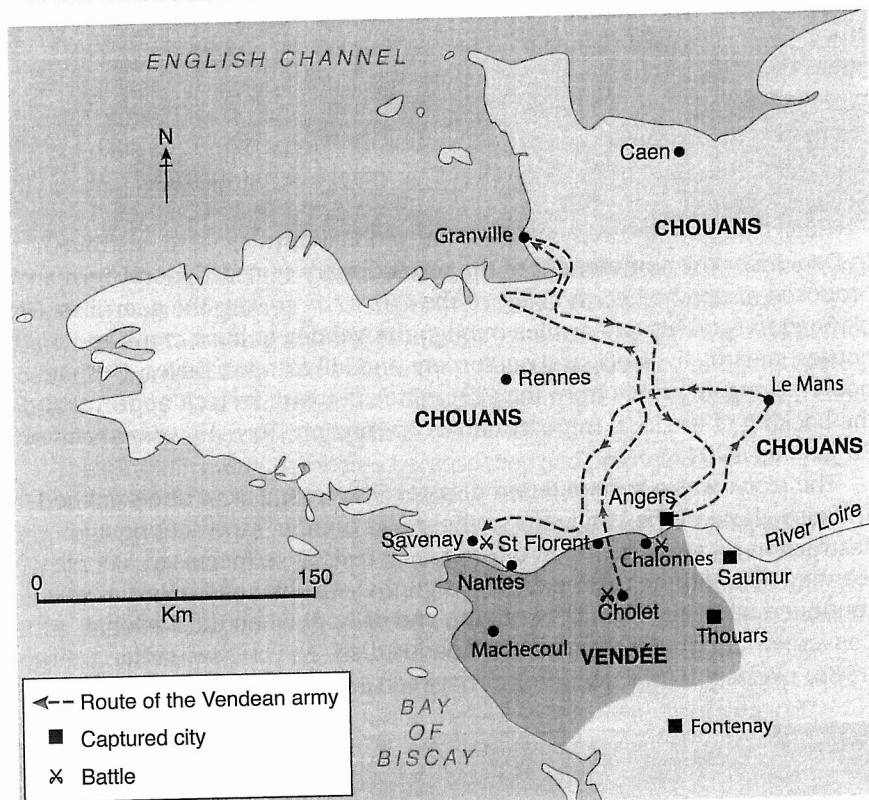 ENGLISH CHANNEL
N
Caen
CHOUANS
Granville
Rennes
CHOUANS
Le Mans
CHOUANS
Angers
River Loire
Savenay
St Florent
Chalonnes
Saumur
Nantes
Cholet
Thouars
Machecoul
VENDÉE
Fontenay
0
150
Km
BAY
OF
BISCAY
Route of the Vendean army
Captured city
Battle